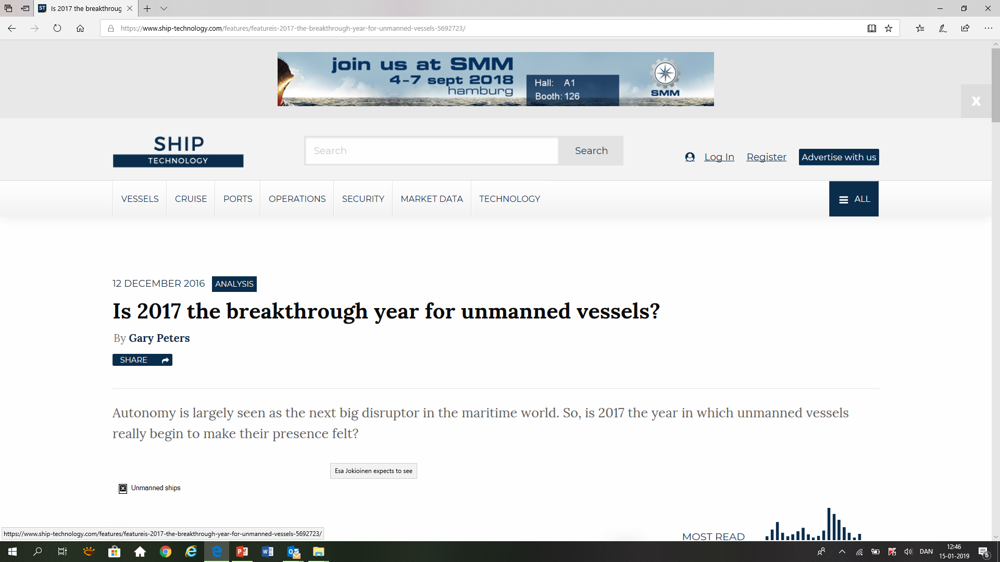 Is 2017 the breakthroug
https://www.ship-technology.com/features/featureis-2017-the-breakthrough-year-for-unmanned-vessels-5692723/
join us at SMM
4-7 sept 2018
hamburg
Hall: A1
Booth: 126
SMM
X
SHIP
TECHNOLOGY
Search
Search
Log In
Register
Advertise with us
VESSELS
CRUISE
PORTS
OPERATIONS
SECURITY
MARKET DATA
TECHNOLOGY
ALL
12 DECEMBER 2016
ANALYSIS
Is 2017 the breakthrough year for unmanned vessels?
By Gary Peters
SHARE
Autonomy is largely seen as the next big disruptor in the maritime world. So, is 2017 the year in which unmanned vessels
really begin to make their presence felt?
Esa Jokioinen expects to see
Unmanned ships
MOST READ
https://www.ship-technology.com/features/featureis-2017-the-breakthrough-year-for-unmanned-vessels-5692723/
DAN
12:46
15-01-2019
6